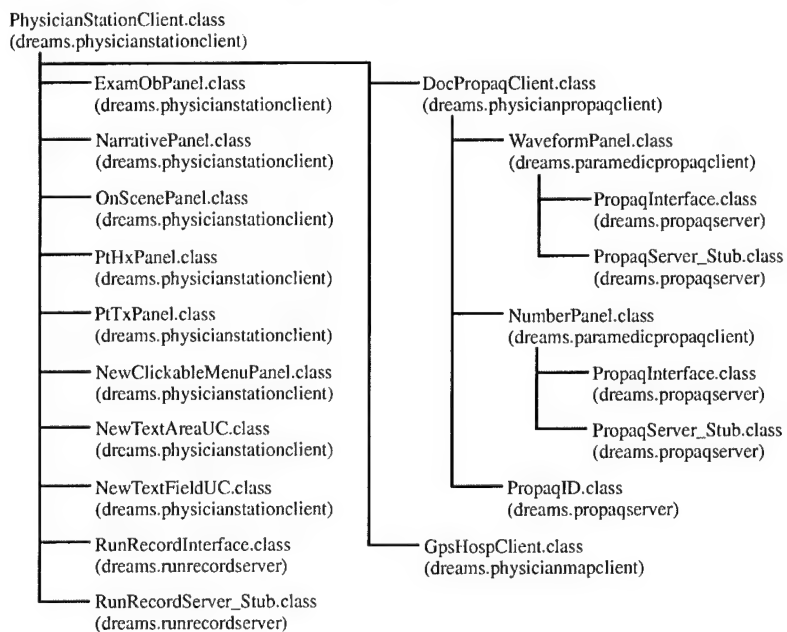 PhysicianStationClient.class
(dreams.physicianstationclient)
ExamObPanel.class
(dreams.physicianstationclient)
NarrativePanel.class
(dreams.physicianstationclient)
OnScenePanel.class
(dreams.physicianstationclient)
PtHxPanel.class
(dreams.physicianstationclient)
PtTxPanel.class
(dreams.physicianstationclient)
NewClickableMenuPanel.class
(dreams.physicianstationclient)
NewTextAreaUC.class
(dreams.physicianstationclient)
NewTextFieldUC.class
(dreams.physicianstationclient)
RunRecordInterface.class
(dreams.runrecordserver)
RunRecordServer_Stub.class
(dreams.runrecordserver)
DocPropaqClient.class
(dreams.physicianpropaqclient)
WaveformPanel.class
(dreams.paramedicpropaqclient)
PropaqInterface.class
(dreams.propaqserver)
PropaqServer_Stub.class
(dreams.propaqserver)
NumberPanel.class
(dreams.paramedicpropaqclient)
PropaqInterface.class
(dreams.propaqserver)
PropaqServer_Stub.class
(dreams.propaqserver)
PropaqID.class
(dreams.propaqserver)
GpsHospClient.class
(dreams.physicianmapclient)